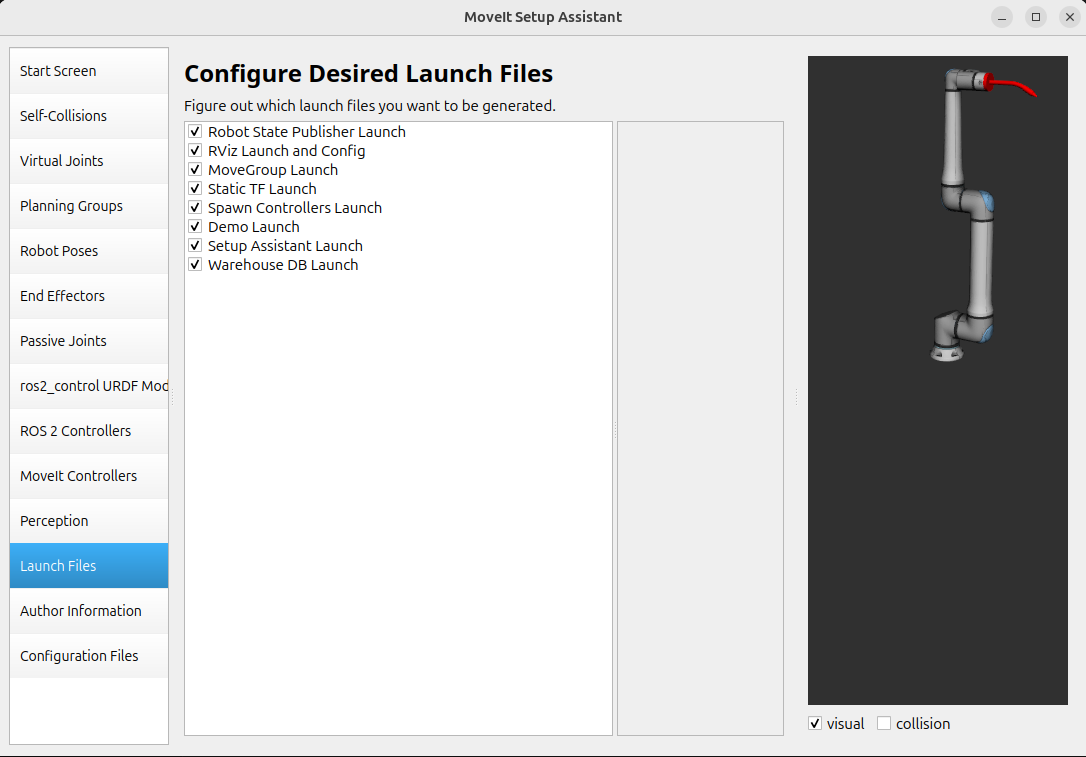 MoveIt Setup Assistant
Start Screen
Self-Collisions
Virtual Joints
Planning Groups
Robot Poses
End Effectors
Passive Joints
ros2_control URDF Mod
ROS 2 Controllers
MoveIt Controllers
Perception
Launch Files
Author Information
Configuration Files
Configure Desired Launch Files
Figure out which launch files you want to be generated.
Robot State Publisher Launch
RViz Launch and Config
MoveGroup Launch
Static TF Launch
Spawn Controllers Launch
Demo Launch
Setup Assistant Launch
Warehouse DB Launch
visual
collision